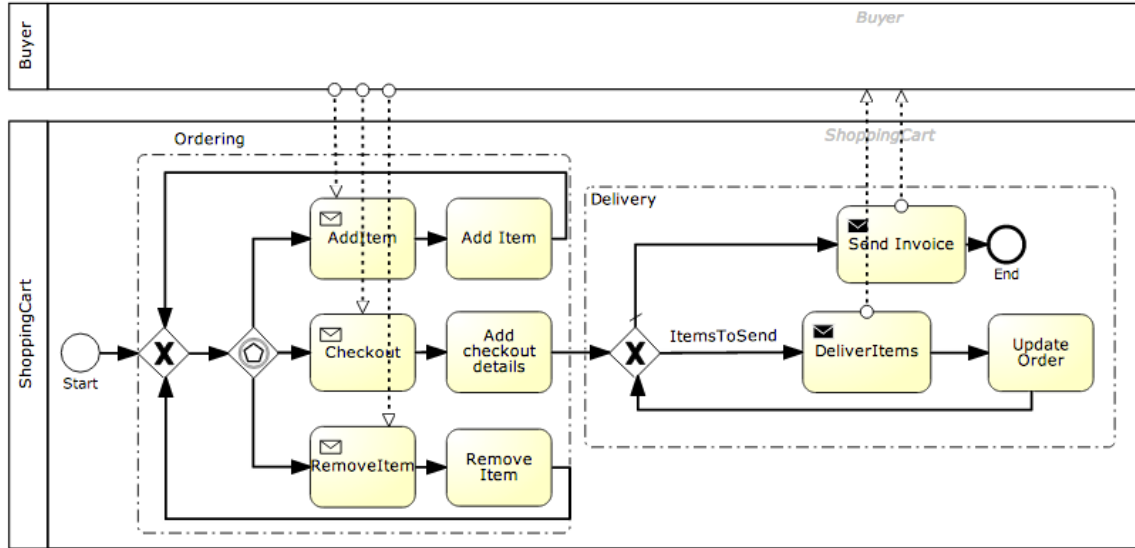 Buyer
Buyer
ShoppingCart
ShoppingCart
Ordering
Start
AddItem
Add Item
Checkout
Add
checkout
details
RemoveItem
Remove
Item
Delivery
Send Invoice
End
ItemsToSend
DeliverItems
Update
Order